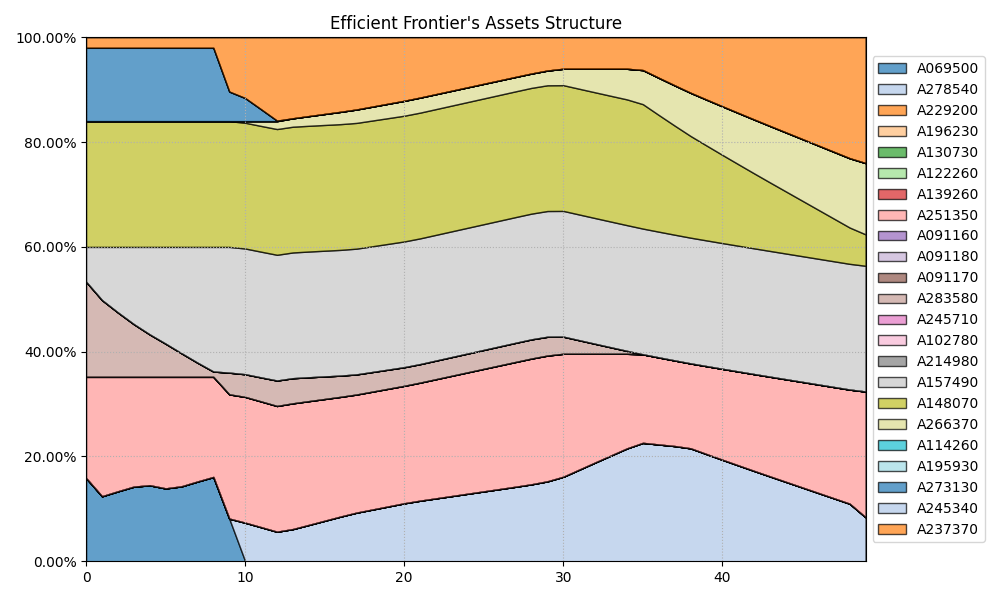 Efficient Frontier's Assets Structure
100.00%
80.00%
60.00%
40.00%
20.00%
0.00%
0
10
20
30
40
A069500
A278540
A229200
A196230
A130730
A122260
A139260
A251350
A091160
A091180
A091170
A283580
A245710
A102780
A214980
A157490
A148070
A266370
A114260
A195930
A273130
A245340
A237370